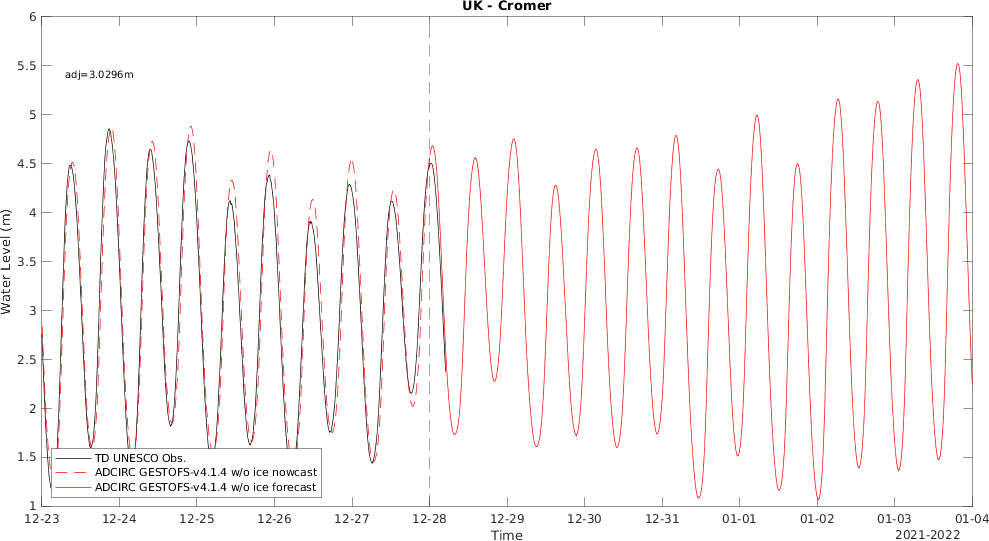 UK - Cromer
6
5.5
5
4.5
4
3.5
3
2.5
2
1.5
1
Water Level (m)
adj=3.0296m
TD UNESCO Obs.
ADCIRC GESTOFS-v4.1.4 w/o ice nowcast
ADCIRC GESTOFS-v4.1.4 w/o ice forecast
12-23 12-24 12-25 12-26 12-27 12-28 12-29 12-30 12-31 01-01 01-02 01-03 01-04
Time
2021-2022